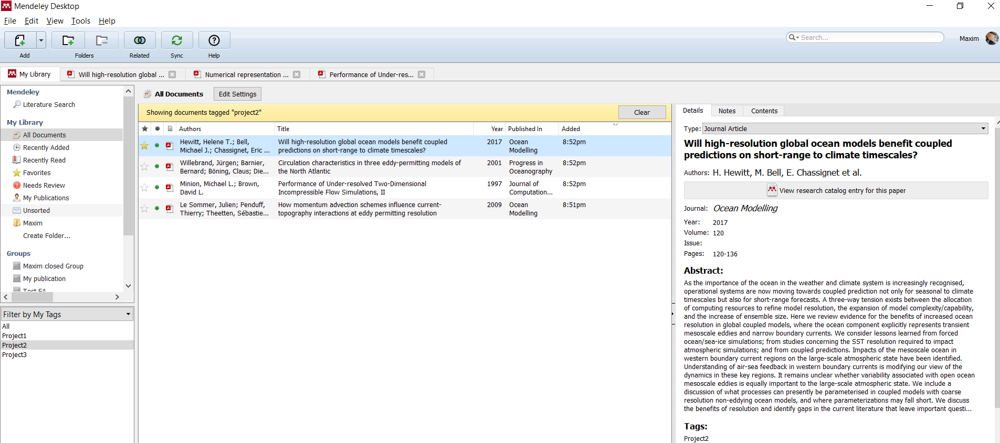 Mendeley Desktop
File Edit View Tools Help
Search...
Maxim
Add Folders Related Sync Help
My Library
Will high-resolution global ...
Numerical representation ...
Performance of Under-res...
Mendeley
Literature Search
My Library
All Documents
Recently Added
Recently Read
Favorites
Needs Review
My Publications
Unsorted
Maxim
Create Folder...
Groups
Maxim closed Group
My publication
Test EA
Filter by My Tags
All
Project1
Project2
Project3
All Documents
Edit Settings
Showing documents tagged "project2"
Clear
Authors Title Year Published In Added
Hewitt, Helene T.; Bell, Will high-resolution global ocean models benefit coupled 2017 Ocean 8:52pm
Michael J.; Chassignet, Eric ... predictions on short-range to climate timescales? Modelling
Willebrand, Jürgen; Barnier, Circulation characteristics in three eddy-permitting models of 2001 Progress in 8:52pm
Bernard; Böning, Claus; Die... the North Atlantic Oceanography
Minion, Michael L.; Brown, Performance of Under-resolved Two-Dimensional 1997 Journal of 8:52pm
David L. Incompressible Flow Simulations, II Computation...
Le Sommer, Julien; Penduff, How momentum advection schemes influence current- 2009 Ocean 8:51pm
Thierry; Theetten, Sébastie... topography interactions at eddy permitting resolution Modelling
Details Notes Contents
Type: Journal Article
Will high-resolution global ocean models benefit coupled
predictions on short-range to climate timescales?
Authors: H. Hewitt, M. Bell, E. Chassignet et al.
View research catalog entry for this paper
Journal: Ocean Modelling
Year: 2017
Volume: 120
Issue:
Pages: 120-136
Abstract:
As the importance of the ocean in the weather and climate system is increasingly recognised,
operational systems are now moving towards coupled prediction not only for seasonal to climate
timescales but also for short-range forecasts. A three-way tension exists between the allocation
of computing resources to refine model resolution, the expansion of model complexity/capability,
and the increase of ensemble size. Here we review evidence for the benefits of increased ocean
resolution in global coupled models, where the ocean component explicitly represents transient
mesoscale eddies and narrow boundary currents. We consider lessons learned from forced
ocean/sea-ice simulations; from studies concerning the SST resolution required to impact
atmospheric simulations; and from coupled predictions. Impacts of the mesoscale ocean in
western boundary current regions on the large-scale atmospheric state have been identified.
Understanding of air-sea feedback in western boundary currents is modifying our view of the
dynamics in these key regions. It remains unclear whether variability associated with open ocean
mesoscale eddies is equally important to the large-scale atmospheric state. We include a
discussion of what processes can presently be parameterised in coupled models with coarse
resolution non-eddying ocean models, and where parameterizations may fall short. We discuss
the benefits of resolution and identify gaps in the current literature that leave important questi...
Tags:
Project2